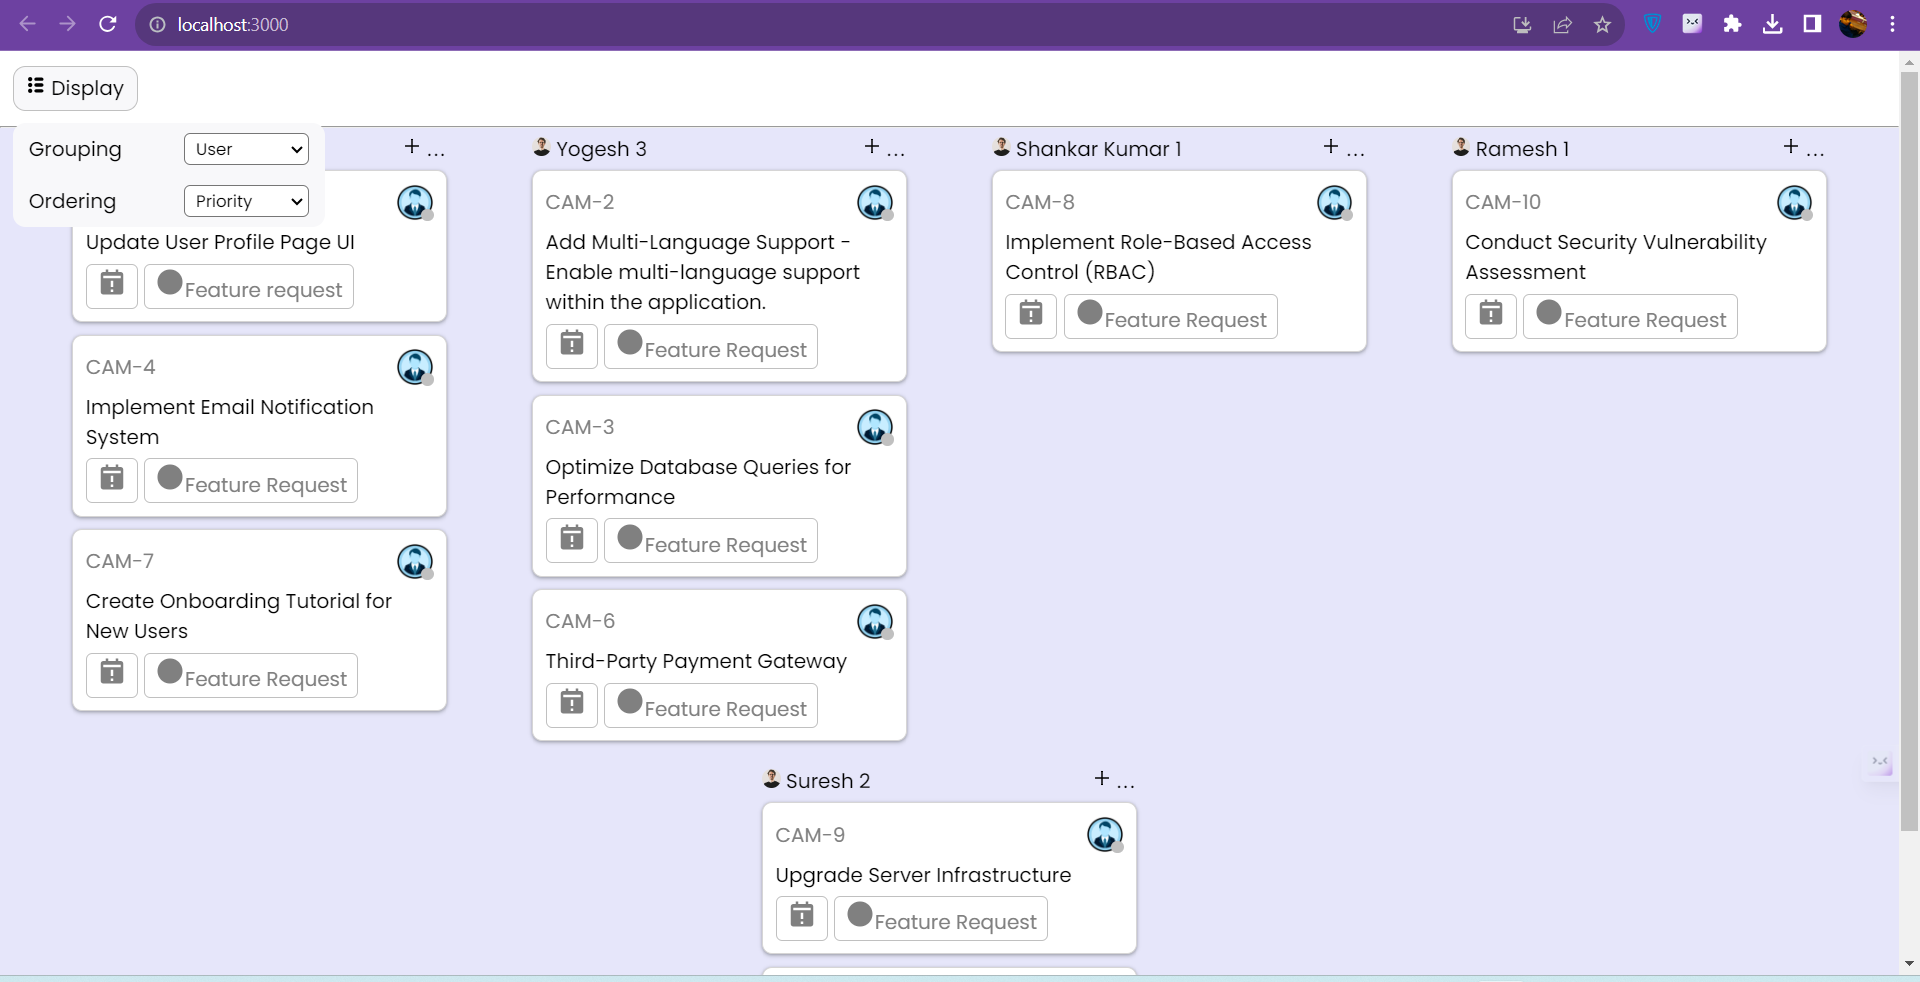 localhost:3000
Display
Grouping User
Ordering Priority
+ ...
Update User Profile Page UI
Feature request
CAM-4
Implement Email Notification
System
Feature Request
CAM-7
Create Onboarding Tutorial for
New Users
Feature Request
Yogesh 3 + ...
CAM-2
Add Multi-Language Support -
Enable multi-language support
within the application.
Feature Request
CAM-3
Optimize Database Queries for
Performance
Feature Request
CAM-6
Third-Party Payment Gateway
Feature Request
Shankar Kumar 1 + ...
CAM-8
Implement Role-Based Access
Control (RBAC)
Feature Request
Ramesh 1 + ...
CAM-10
Conduct Security Vulnerability
Assessment
Feature Request
Suresh 2 + ...
CAM-9
Upgrade Server Infrastructure
Feature Request